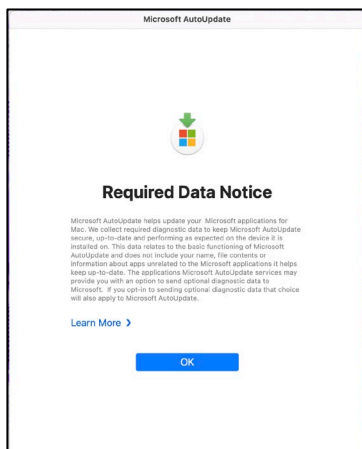 Microsoft AutoUpdate
Required Data Notice
Microsoft AutoUpdate helps update your Microsoft applications for
Mac. We collect required diagnostic data to keep Microsoft AutoUpdate
secure, up-to-date and performing as expected on the device it is
installed on. This data relates to the basic functioning of Microsoft
AutoUpdate and does not include your name, file contents or
information about apps unrelated to the Microsoft applications it helps
keep up-to-date. The applications Microsoft AutoUpdate services may
provide you with an option to send optional diagnostic data to
Microsoft. If you opt-in to sending optional diagnostic data that choice
will also apply to Microsoft AutoUpdate.
Learn More
OK